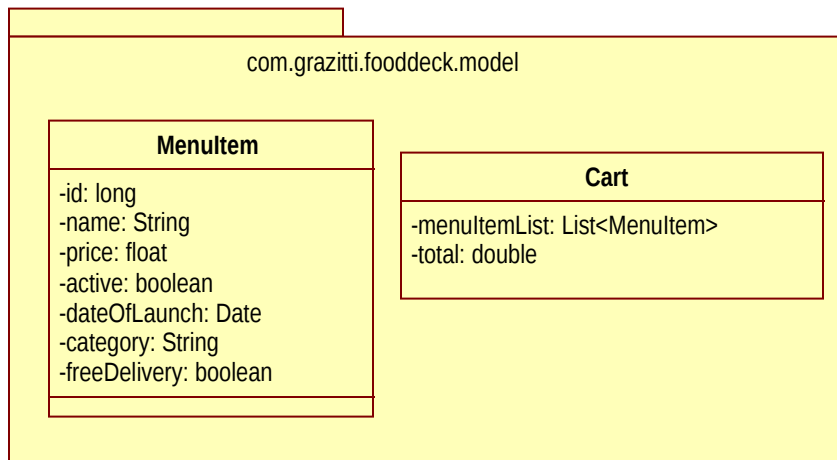 com.grazitti.fooddeck.model
MenuItem
-id: long
-name: String
-price: float
-active: boolean
-dateOfLaunch: Date
-category: String
-freeDelivery: boolean
Cart
-menuItemList: List<MenuItem>
-total: double